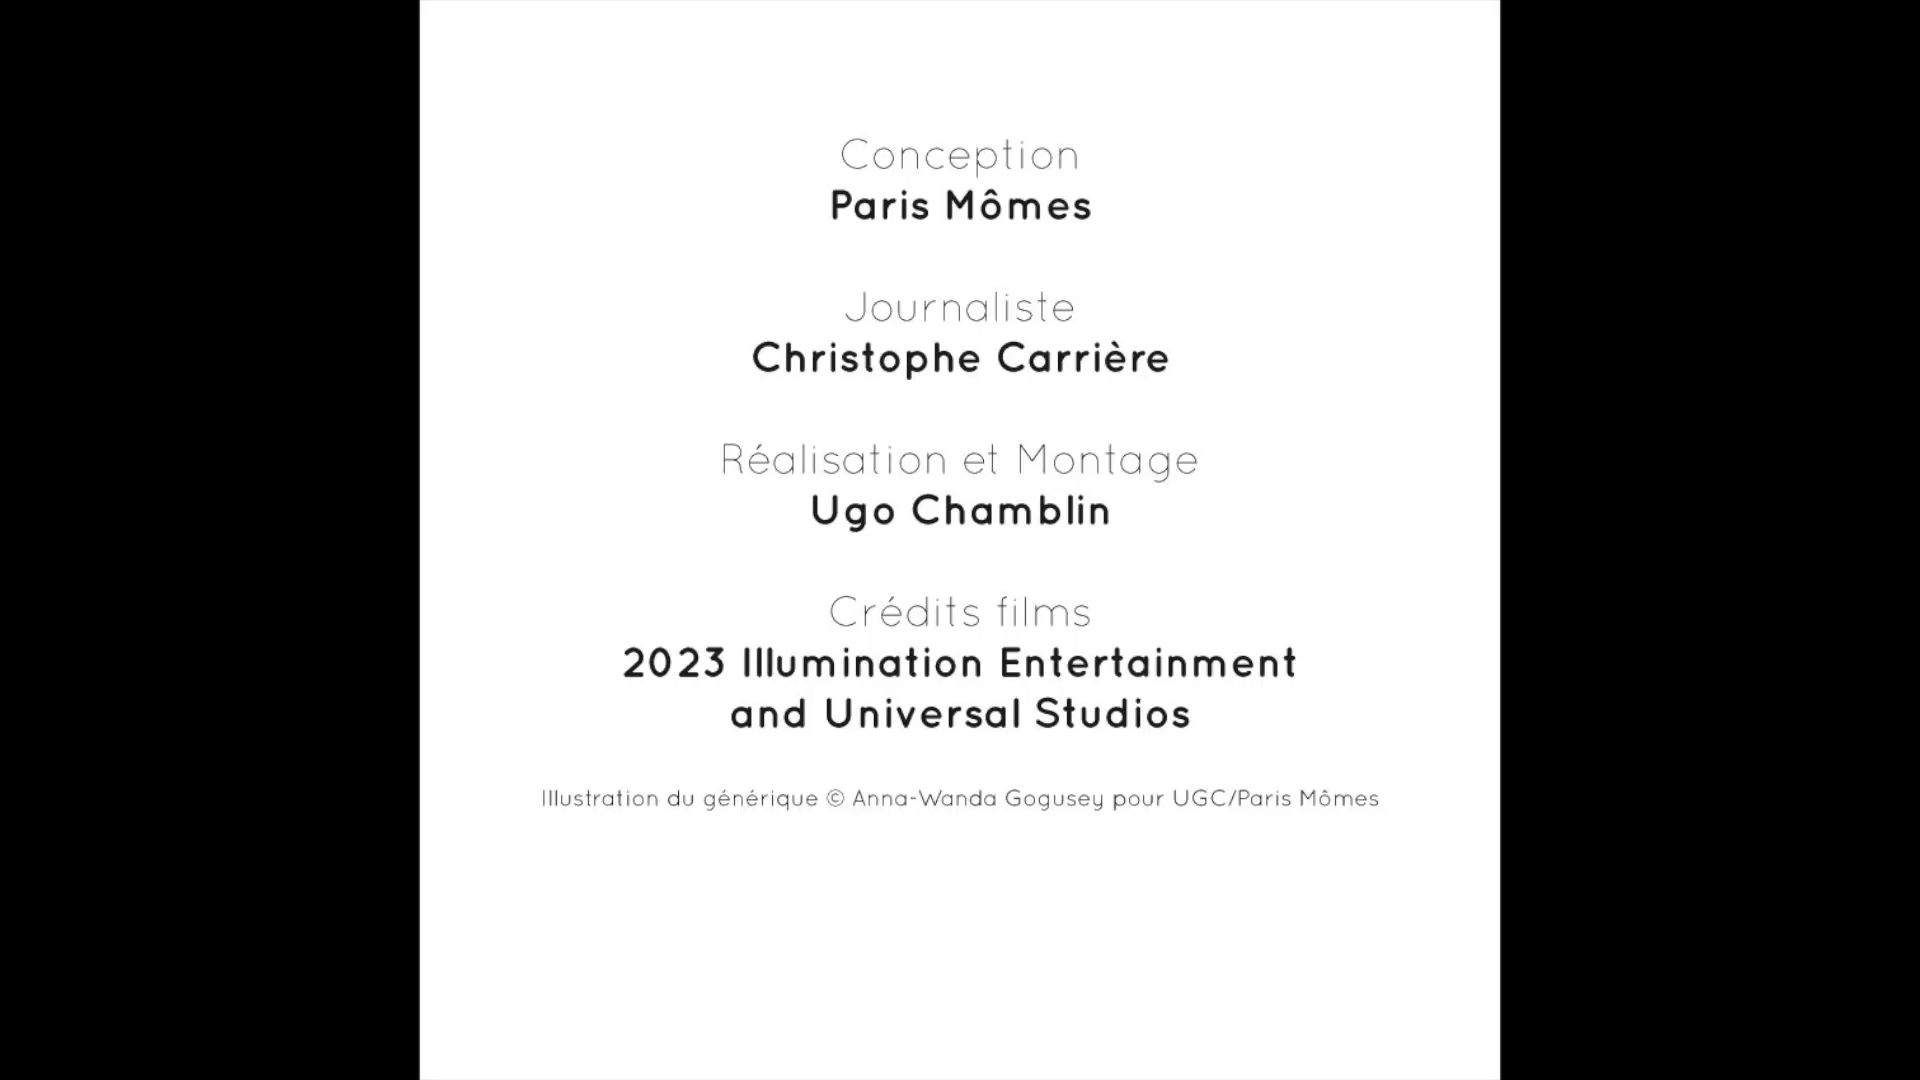 Conception
Paris Mômes
Journaliste
Christophe Carrière
Réalisation et Montage
Ugo Chamblin
Crédits films
2023 Illumination Entertainment
and Universal Studios
Illustration du générique © Anna-Wanda Gogusey pour UGC/Paris Mômes